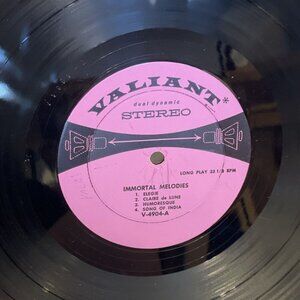 VALIANT*
dual dynamic
STEREO
LONG PLAY 33 1/3 RPM
IMMORTAL MELODIES
1. ELEGIE
2. CLAIRE de LUNE
3. HUMORESQUE
4. SONG OF INDIA
V-4904-A